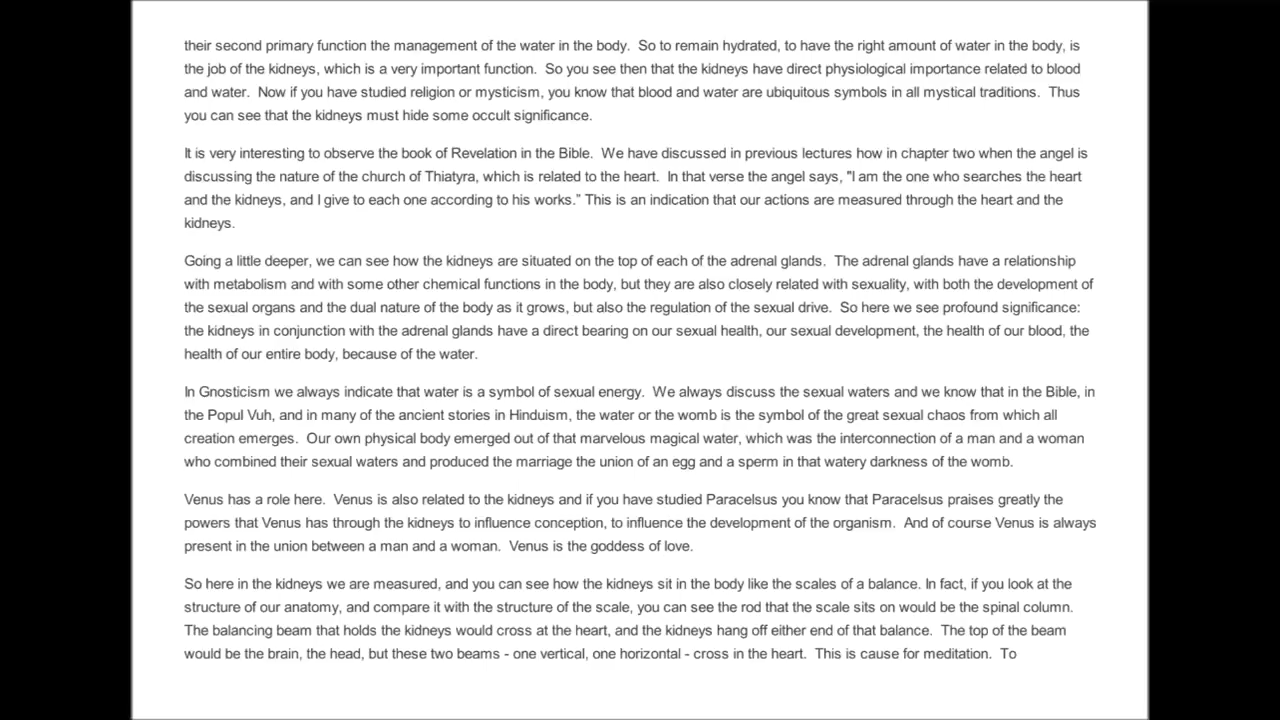 their second primary function the management of the water in the body.  So to remain hydrated, to have the right amount of water in the body, is
the job of the kidneys, which is a very important function.  So you see then that the kidneys have direct physiological importance related to blood
and water.  Now if you have studied religion or mysticism, you know that blood and water are ubiquitous symbols in all mystical traditions.  Thus
you can see that the kidneys must hide some occult significance.
It is very interesting to observe the book of Revelation in the Bible.  We have discussed in previous lectures how in chapter two when the angel is
discussing the nature of the church of Thiatyra, which is related to the heart.  In that verse the angel says, "I am the one who searches the heart
and the kidneys, and I give to each one according to his works.” This is an indication that our actions are measured through the heart and the
kidneys.
Going a little deeper, we can see how the kidneys are situated on the top of each of the adrenal glands.  The adrenal glands have a relationship
with metabolism and with some other chemical functions in the body, but they are also closely related with sexuality, with both the development of
the sexual organs and the dual nature of the body as it grows, but also the regulation of the sexual drive.  So here we see profound significance:
the kidneys in conjunction with the adrenal glands have a direct bearing on our sexual health, our sexual development, the health of our blood, the
health of our entire body, because of the water.
In Gnosticism we always indicate that water is a symbol of sexual energy.  We always discuss the sexual waters and we know that in the Bible, in
the Popul Vuh, and in many of the ancient stories in Hinduism, the water or the womb is the symbol of the great sexual chaos from which all
creation emerges.  Our own physical body emerged out of that marvelous magical water, which was the interconnection of a man and a woman
who combined their sexual waters and produced the marriage the union of an egg and a sperm in that watery darkness of the womb.
Venus has a role here.  Venus is also related to the kidneys and if you have studied Paracelsus you know that Paracelsus praises greatly the
powers that Venus has through the kidneys to influence conception, to influence the development of the organism.  And of course Venus is always
present in the union between a man and a woman.  Venus is the goddess of love.
So here in the kidneys we are measured, and you can see how the kidneys sit in the body like the scales of a balance. In fact, if you look at the
structure of our anatomy, and compare it with the structure of the scale, you can see the rod that the scale sits on would be the spinal column.
The balancing beam that holds the kidneys would cross at the heart, and the kidneys hang off either end of that balance.  The top of the beam
would be the brain, the head, but these two beams - one vertical, one horizontal - cross in the heart.  This is cause for meditation.  To